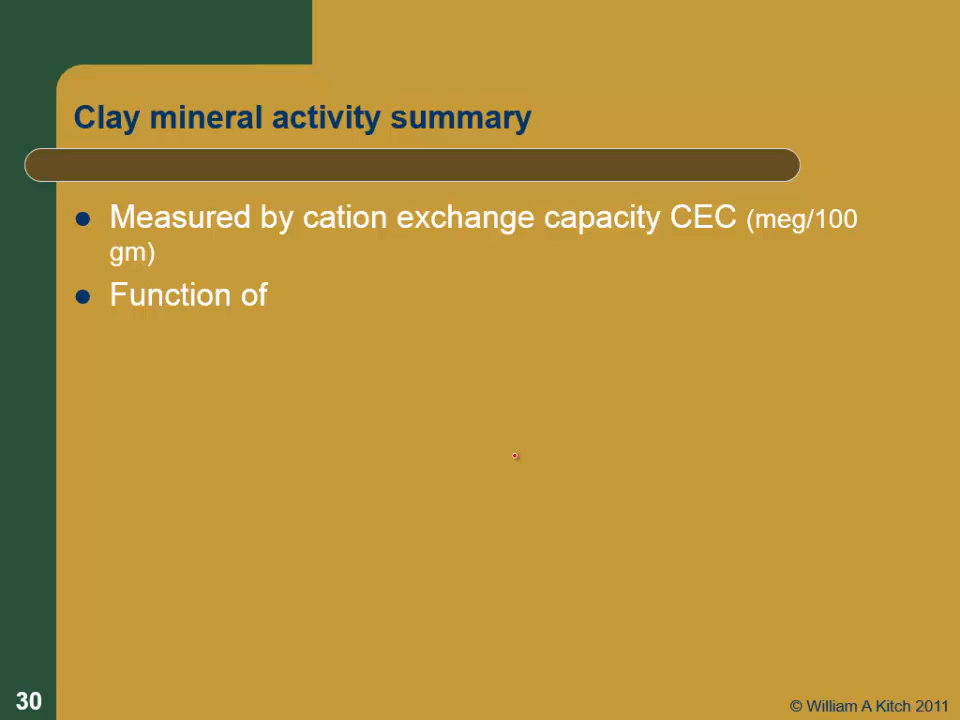 Clay mineral activity summary
Measured by cation exchange capacity CEC (meg/100
gm)
Function of
30
© William A Kitch 2011